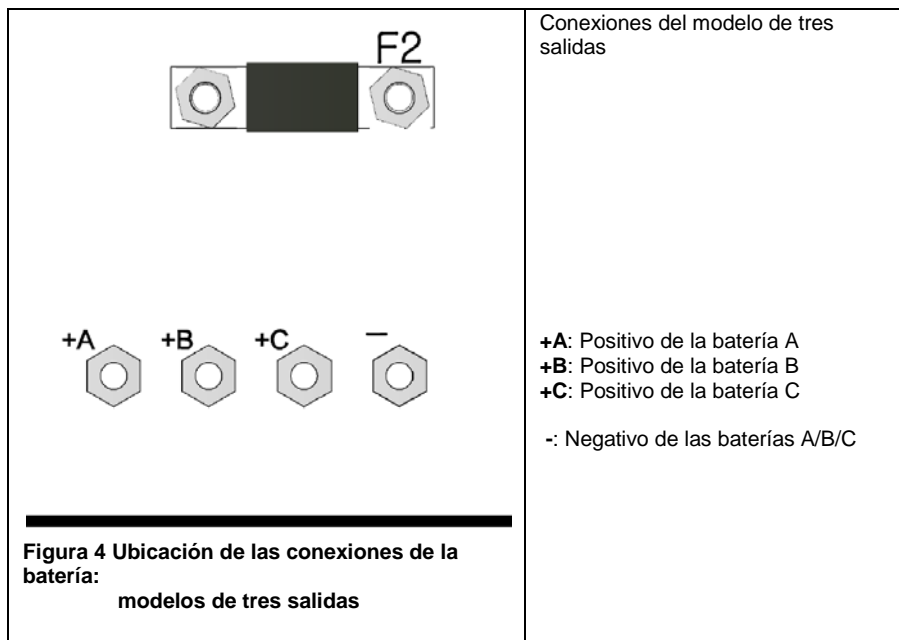 F2
+A +B +C –
Figura 4 Ubicación de las conexiones de la
batería:
modelos de tres salidas
Conexiones del modelo de tres
salidas
+A: Positivo de la batería A
+B: Positivo de la batería B
+C: Positivo de la batería C
-: Negativo de las baterías A/B/C